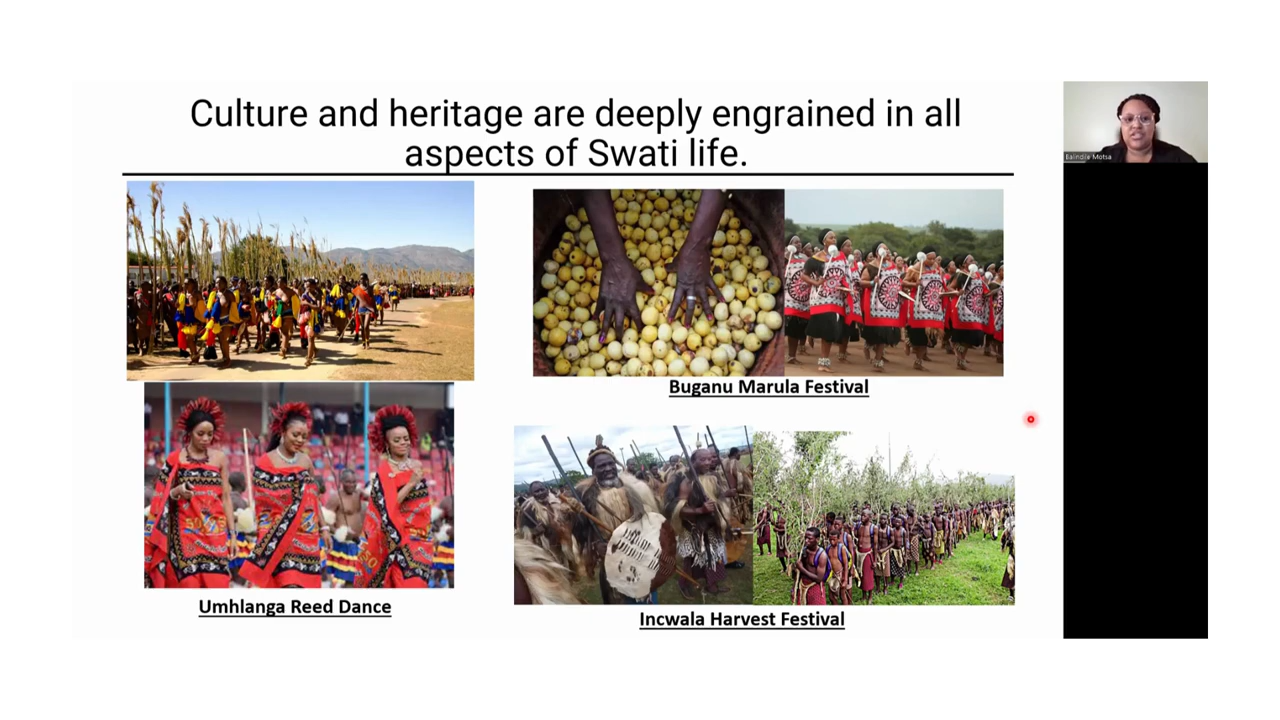 Culture and heritage are deeply engrained in all
aspects of Swati life.
Buganu Marula Festival
Umhlanga Reed Dance
Incwala Harvest Festival
Motsa